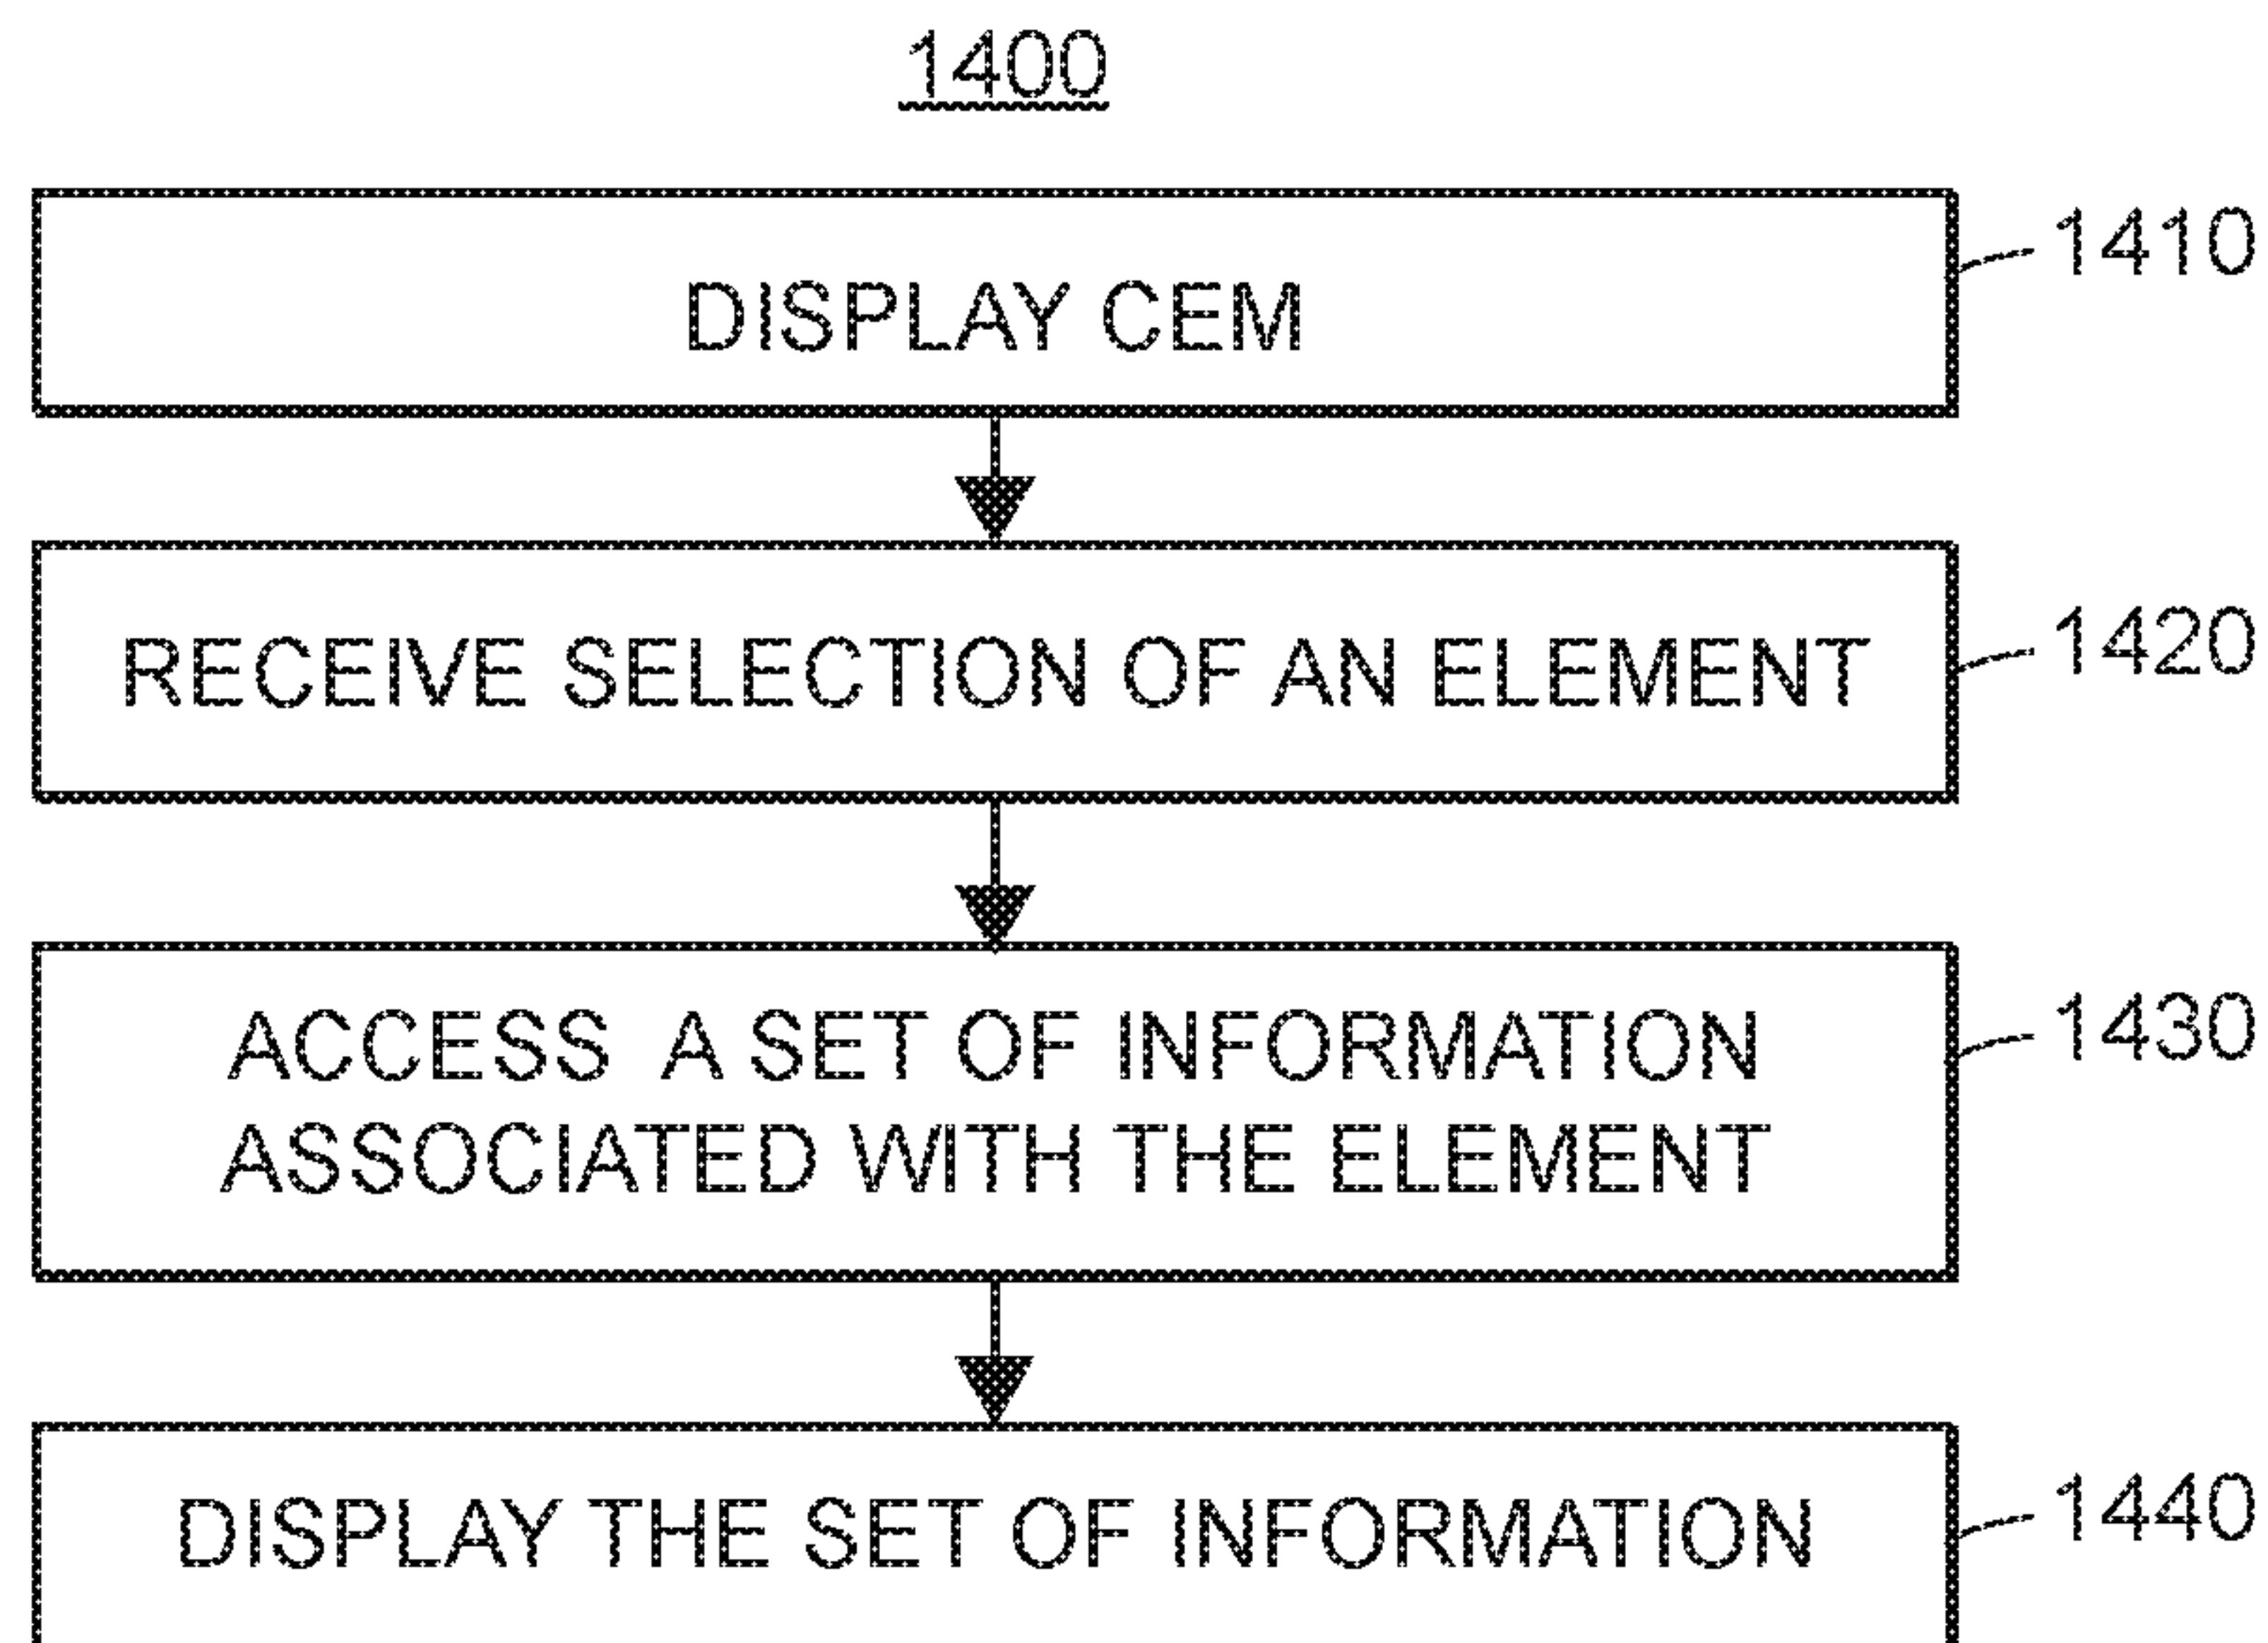 1400
DISPLAY CEM
1410
RECEIVE SELECTION OF AN ELEMENT
1420
ACCESS A SET OF INFORMATION
ASSOCIATED WITH THE ELEMENT
1430
DISPLAY THE SET OF INFORMATION
1440